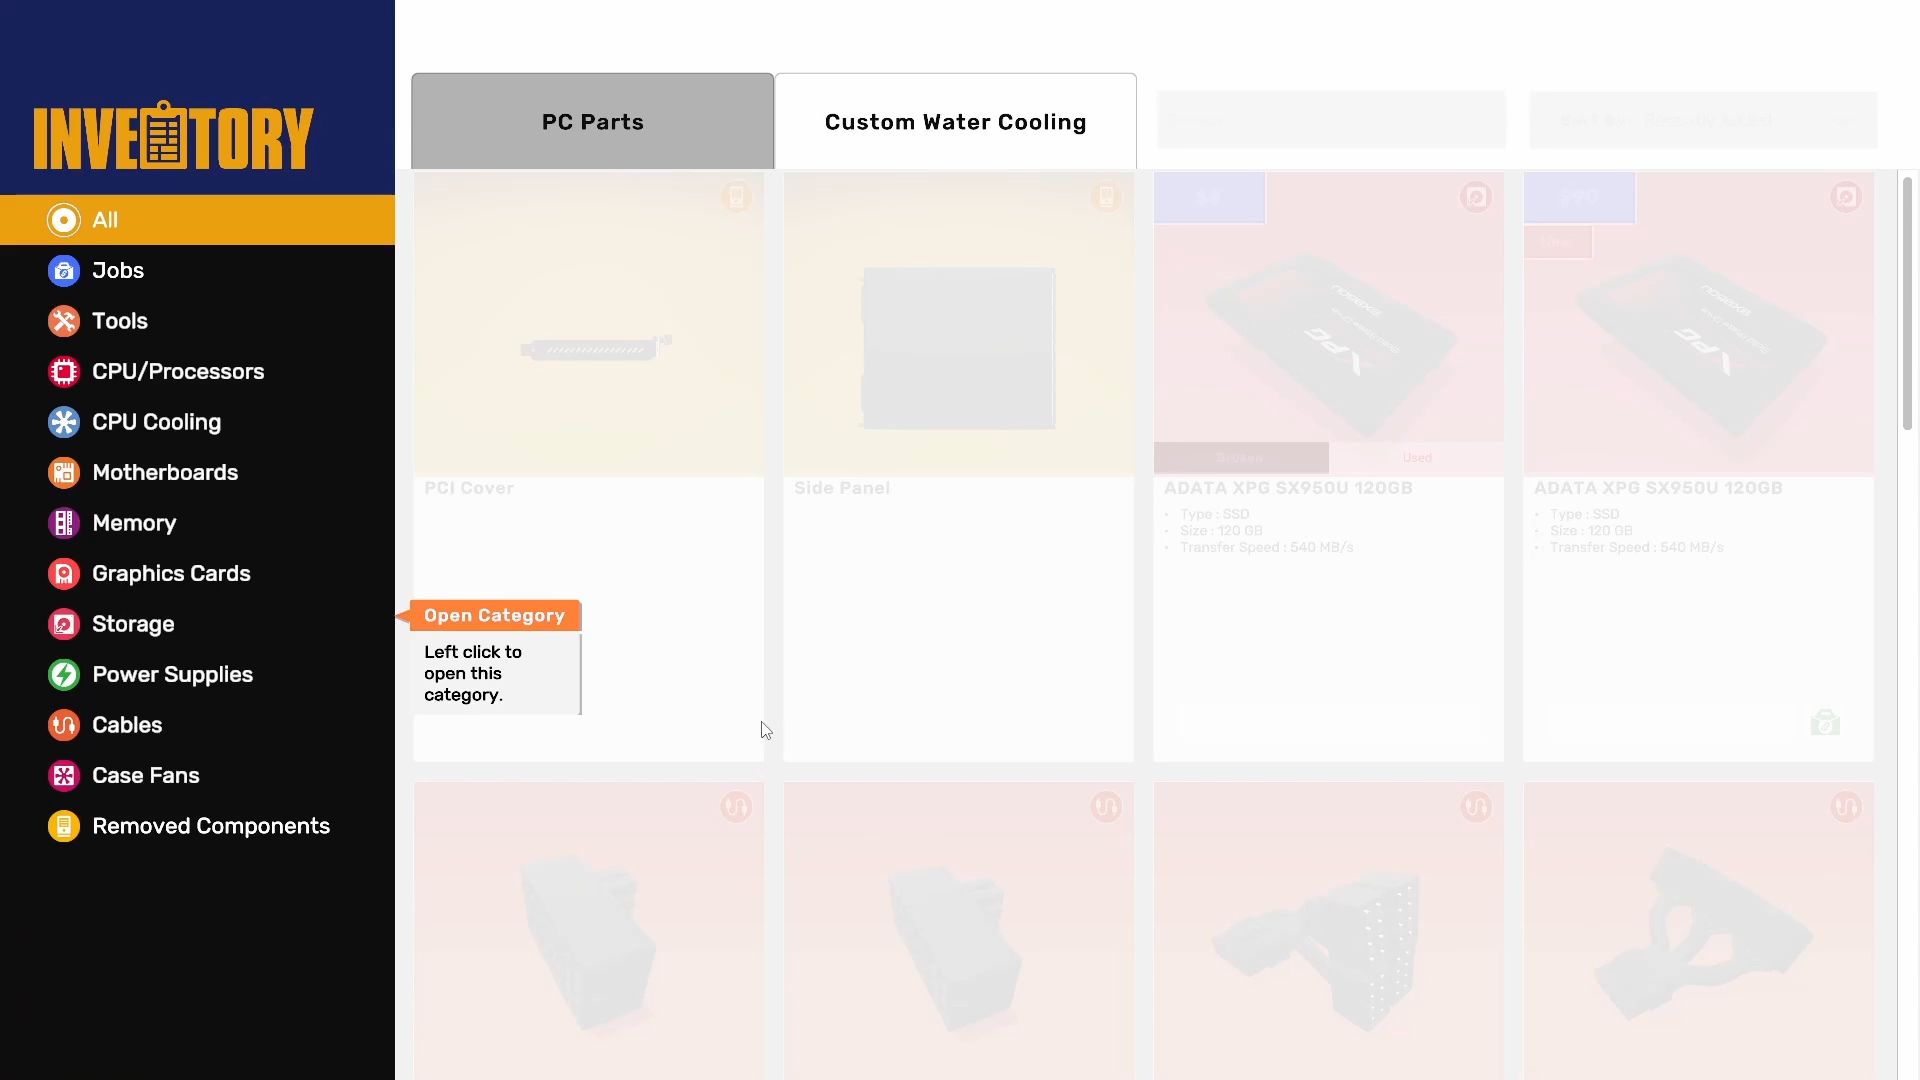 INVENTORY
PC Parts
Custom Water Cooling
All
Jobs
Tools
CPU/Processors
CPU Cooling
Motherboards
Memory
Graphics Cards
Storage
Power Supplies
Cables
Case Fans
Removed Components
Open Category
Left click to
open this
category.
PCI Cover
Side Panel
Broken
Used
ADATA XPG SX950U 120GB
• Type : SSD
• Size : 120 GB
• Transfer Speed : 540 MB/s
ADATA XPG SX950U 120GB
• Type : SSD
• Size : 120 GB
• Transfer Speed : 540 MB/s